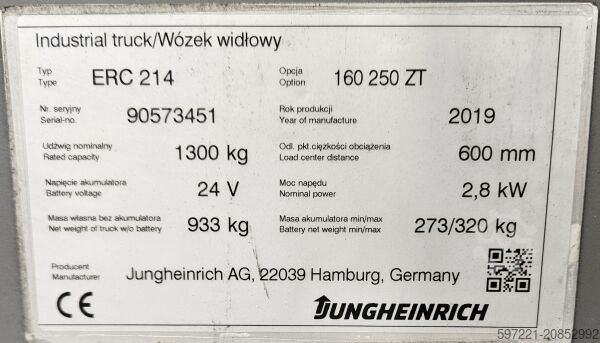 Industrial truck/Wózek widłowy
Typ Type ERC 214 Opcja Option 160 250 ZT
Nr. seryjny Serial-no. 90573451 Rok produkcji Year of manufacture 2019
Udźwig nominalny Rated capacity 1300 kg Odl. pkt.ciężkości obciążenia Load center distance 600 mm
Napięcie akumulatora Battery voltage 24 V Moc napędu Nominal power 2,8 kW
Masa własna bez akumulatora Net weight of truck w/o battery 933 kg Masa akumulatora min/max Battery net weight min/max 273/320 kg
Producent Manufacturer Jungheinrich AG, 22039 Hamburg, Germany
CE JUNGHEINRICH
597221-20852992